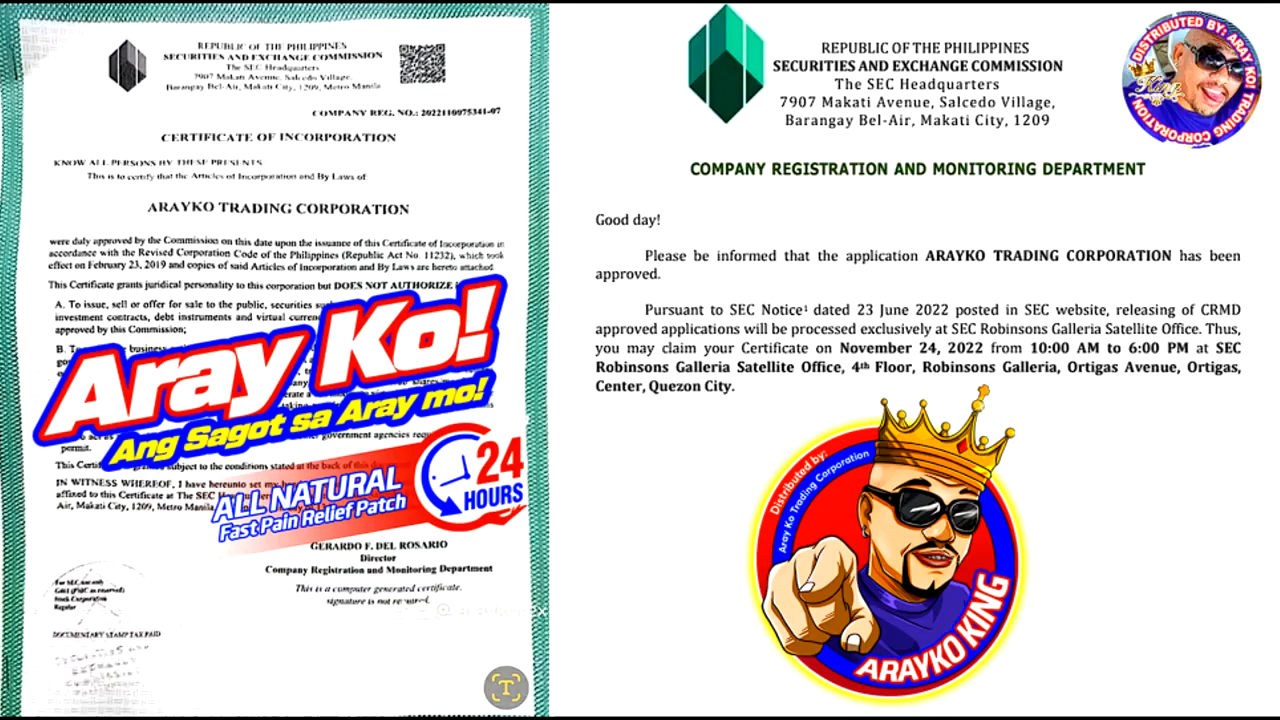 REPUBLIC OF THE PHILIPPINES
SECURITIES AND EXCHANGE COMMISSION
The SEC Headquarters
7907 Makati Avenue, Salcedo Village,
Barangay Bel-Air, Makati City, 1209, Metro Manila
COMPANY REG. NO.: 2022110075341-07
CERTIFICATE OF INCORPORATION
KNOW ALL PERSONS BY THESE PRESENTS
This is to certify that the Articles of Incorporation and By Laws of
ARAYKO TRADING CORPORATION
were duly approved by the Commission on this date upon the issuance of this Certificate of Incorporation in
accordance with the Revised Corporation Code of the Philippines (Republic Act No. 11232), which took
effect on February 23, 2019 and copies of said Articles of Incorporation and By Laws are hereto attached
This Certificate grants juridical personality to this corporation but DOES NOT AUTHORIZE
A. To issue, sell or offer for sale to the public, securities
investment contracts, debt instruments and virtual
approved by this Commission;
B.
business
Aray Ko!
Ang Sagot sa Aray mo!
government agencies
permit.
This subject to the conditions stated at the back of this
IN WITNESS WHEREOF, I have hereunto set my
affixed to this Certificate at The SEC
Air, Makati City, 1209, Metro
ALL NATURAL
Fast Pain Relief Patch
24
HOURS
GERARDO F. DEL ROSARIO
Director
Company Registration and Monitoring Department
This is a computer generated certificate.
signature is not required
For SEC use only
Stock Corporation
Regular
DOCUMENTARY STAMP TAX PAID
REPUBLIC OF THE PHILIPPINES
SECURITIES AND EXCHANGE COMMISSION
The SEC Headquarters
7907 Makati Avenue, Salcedo Village,
Barangay Bel-Air, Makati City, 1209
DISTRIBUTED BY: ARAY KO! TRADING CORPORATION
King
COMPANY REGISTRATION AND MONITORING DEPARTMENT
Good day!
Please be informed that the application ARAYKO TRADING CORPORATION has been
approved.
Pursuant to SEC Notice¹ dated 23 June 2022 posted in SEC website, releasing of CRMD
approved applications will be processed exclusively at SEC Robinsons Galleria Satellite Office. Thus,
you may claim your Certificate on November 24, 2022 from 10:00 AM to 6:00 PM at SEC
Robinsons Galleria Satellite Office, 4th Floor, Robinsons Galleria, Ortigas Avenue, Ortigas,
Center, Quezon City.
Distributed by:
Aray Ko Trading Corporation
ARAYKO KING